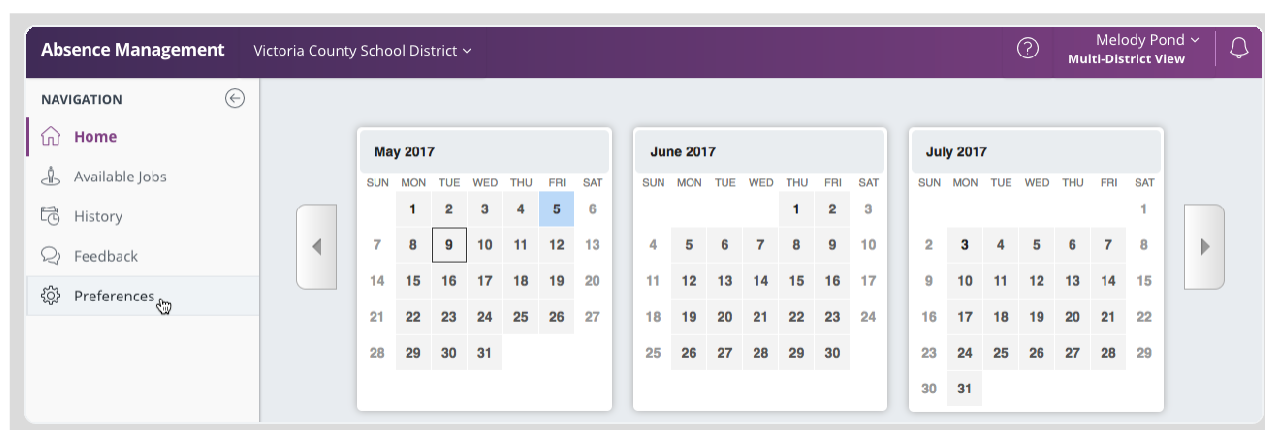 Absence Management Victoria County School District Melody Pond
Multi-District View
NAVIGATION
Home
Available Jobs
History
Feedback
Preferences
May 2017
SUN MON TUE WED THU FRI SAT
1 2 3 4 5 6
7 8 9 10 11 12 13
14 15 16 17 18 19 20
21 22 23 24 25 26 27
28 29 30 31
June 2017
SUN MON TUE WED THU FRI SAT
1 2 3
4 5 6 7 8 9 10
11 12 13 14 15 16 17
18 19 20 21 22 23 24
25 26 27 28 29 30
July 2017
SUN MON TUE WED THU FRI SAT
1
2 3 4 5 6 7 8
9 10 11 12 13 14 15
16 17 18 19 20 21 22
23 24 25 26 27 28 29
30 31